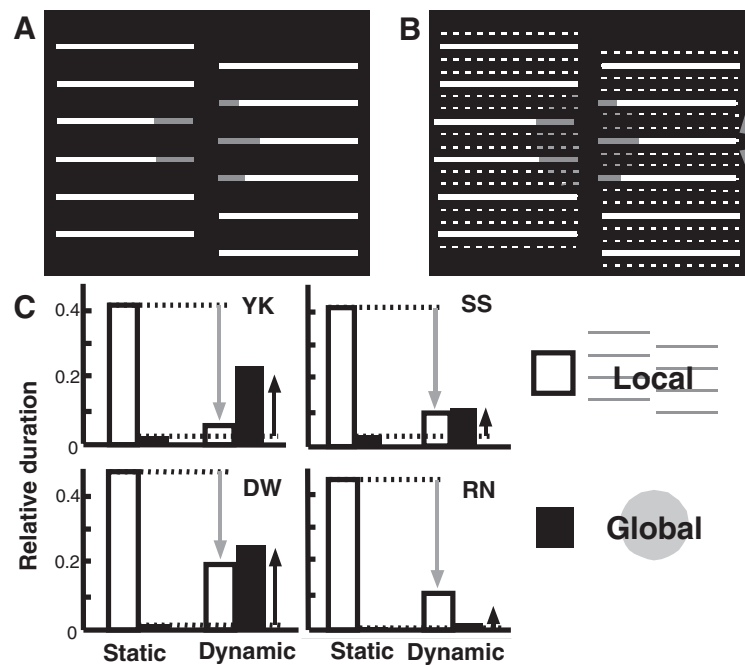 A
B
C
YK
SS
0.4
0.2
0
Local
Relative duration
DW
RN
0.4
0.2
0
Global
Static Dynamic Static Dynamic